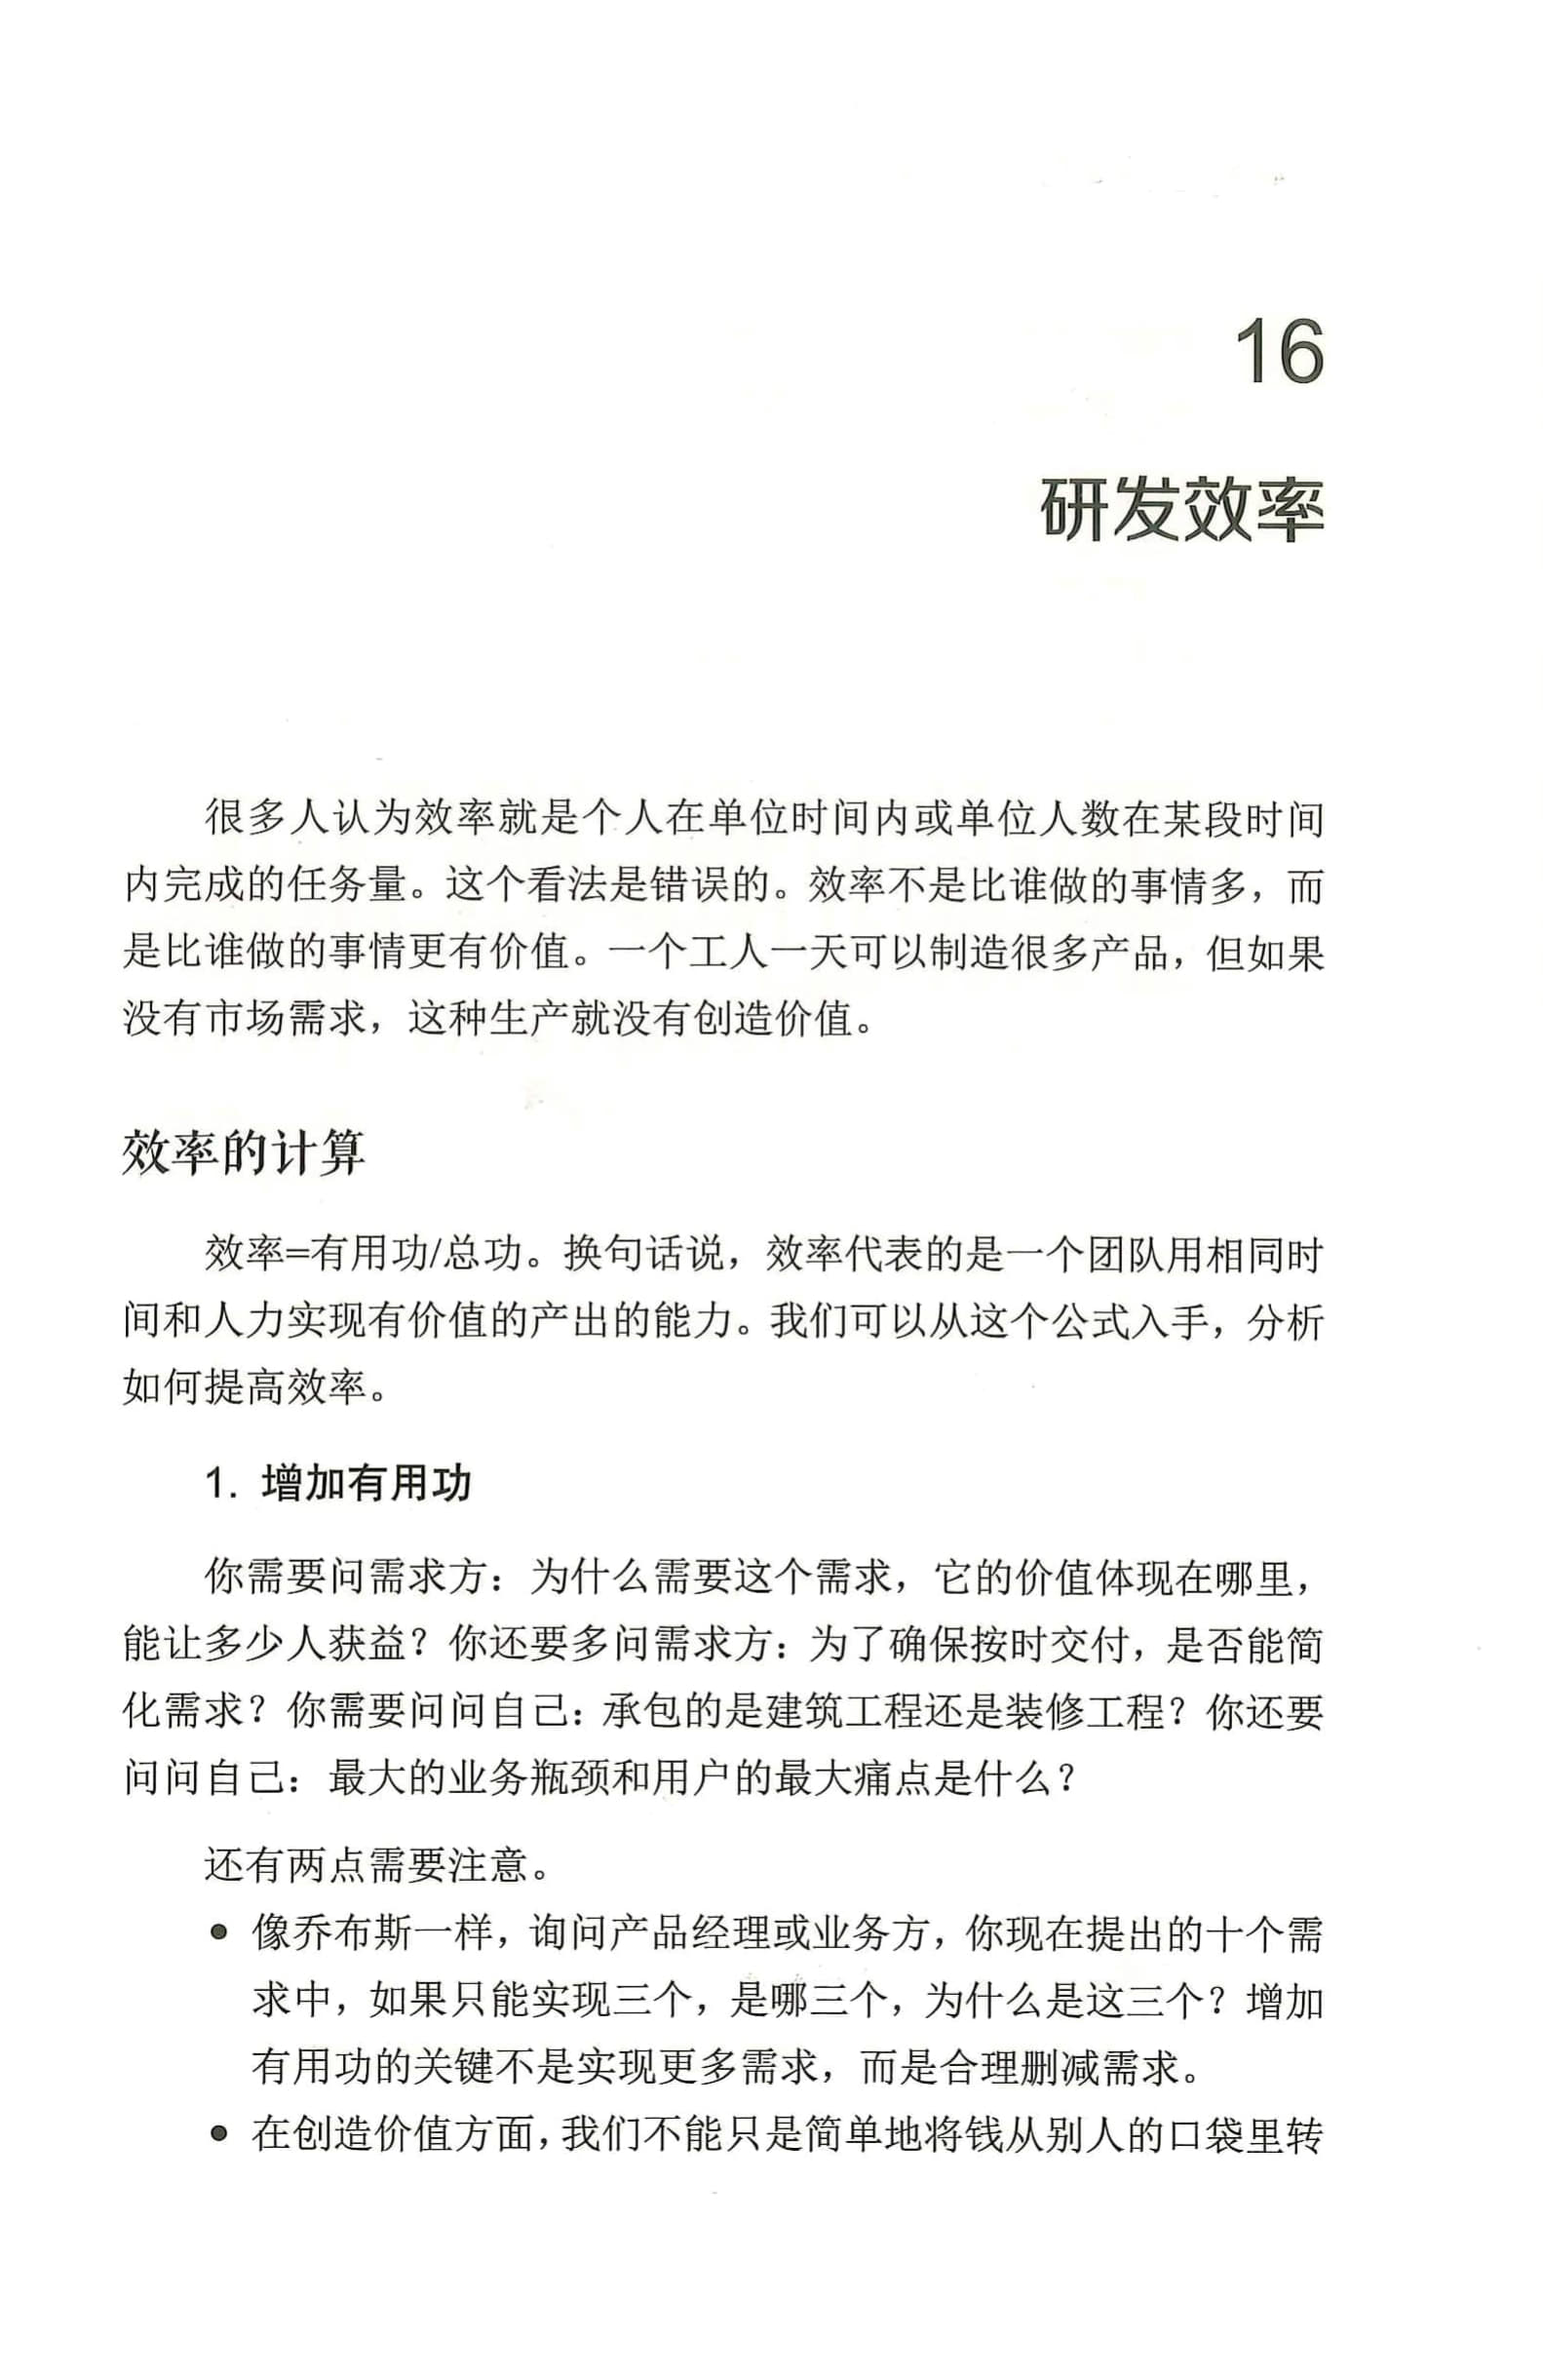 16
研发效率
很多人认为效率就是个人在单位时间内或单位人数在某段时间
内完成的任务量。这个看法是错误的。效率不是比谁做的事情多，而
是比谁做的事情更有价值。一个工人一天可以制造很多产品，但如果
没有市场需求，这种生产就没有创造价值。
效率的计算
效率=有用功/总功。换句话说，效率代表的是一个团队用相同时
间和人力实现有价值的产出的能力。我们可以从这个公式入手，分析
如何提高效率。
1. 增加有用功
你需要问需求方：为什么需要这个需求，它的价值体现在哪里，
能让多少人获益？你还要多问需求方：为了确保按时交付，是否能简
化需求？你需要问问自己：承包的是建筑工程还是装修工程？你还要
问问自己：最大的业务瓶颈和用户的最大痛点是什么？
还有两点需要注意。
● 像乔布斯一样，询问产品经理或业务方，你现在提出的十个需
求中，如果只能实现三个，是哪三个，为什么是这三个？增加
有用功的关键不是实现更多需求，而是合理删减需求。
● 在创造价值方面，我们不能只是简单地将钱从别人的口袋里转